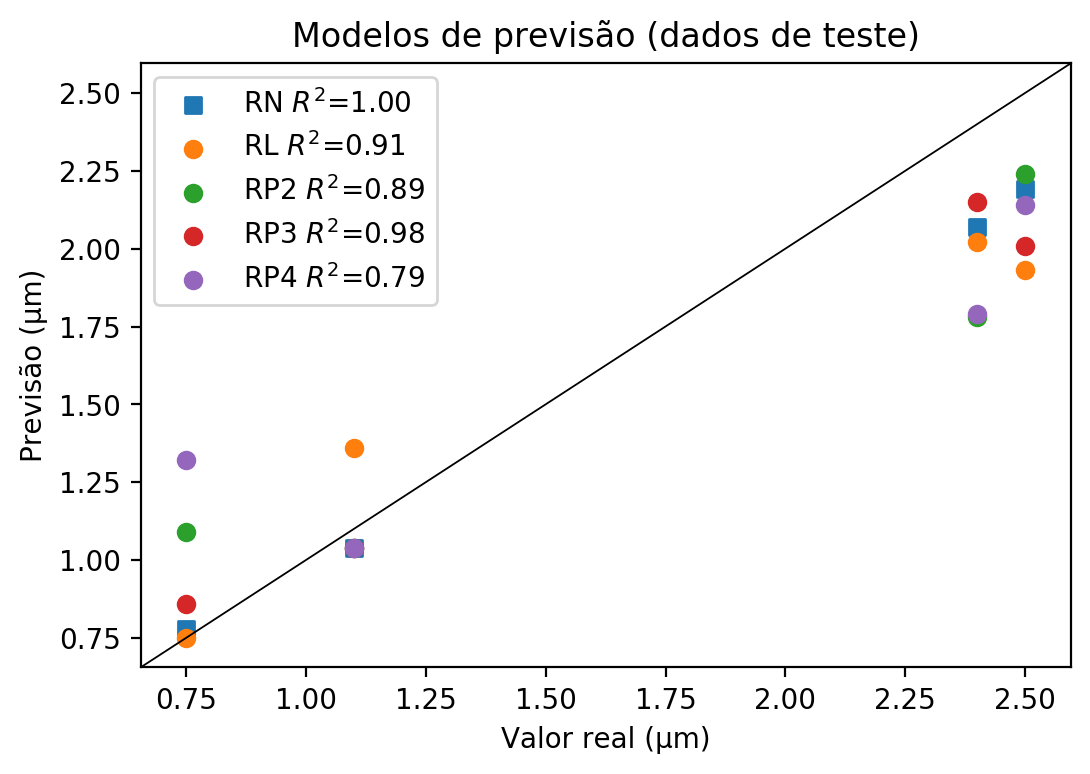 Modelos de previsão (dados de teste)
RN R²=1.00
RL R²=0.91
RP2 R²=0.89
RP3 R²=0.98
RP4 R²=0.79
2.50
2.25
2.00
1.75
1.50
1.25
1.00
0.75
Previsão (µm)
0.75 1.00 1.25 1.50 1.75 2.00 2.25 2.50
Valor real (µm)